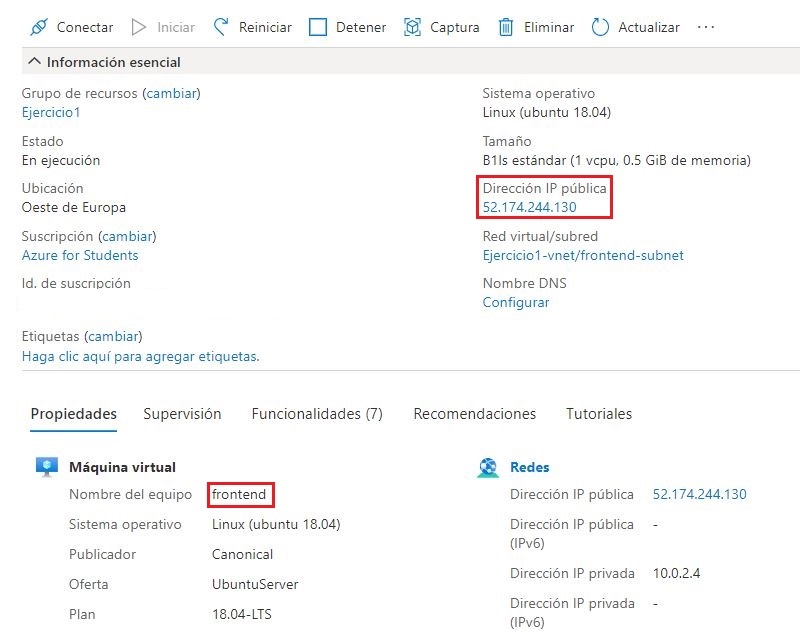 Conectar Iniciar Reiniciar Detener Captura Eliminar Actualizar ...
Información esencial
Grupo de recursos (cambiar)
Ejercicio1
Estado
En ejecución
Ubicación
Oeste de Europa
Suscripción (cambiar)
Azure for Students
Id. de suscripción
Etiquetas (cambiar)
Haga clic aquí para agregar etiquetas.
Sistema operativo
Linux (ubuntu 18.04)
Tamaño
B1ls estándar (1 vcpu, 0.5 GiB de memoria)
Dirección IP pública
52.174.244.130
Red virtual/subred
Ejercicio1-vnet/frontend-subnet
Nombre DNS
Configurar
Propiedades Supervisión Funcionalidades (7) Recomendaciones Tutoriales
Máquina virtual
Nombre del equipo frontend
Sistema operativo Linux (ubuntu 18.04)
Publicador Canonical
Oferta UbuntuServer
Plan 18.04-LTS
Redes
Dirección IP pública 52.174.244.130
Dirección IP pública -
(IPv6)
Dirección IP privada 10.0.2.4
Dirección IP privada -
(IPv6)